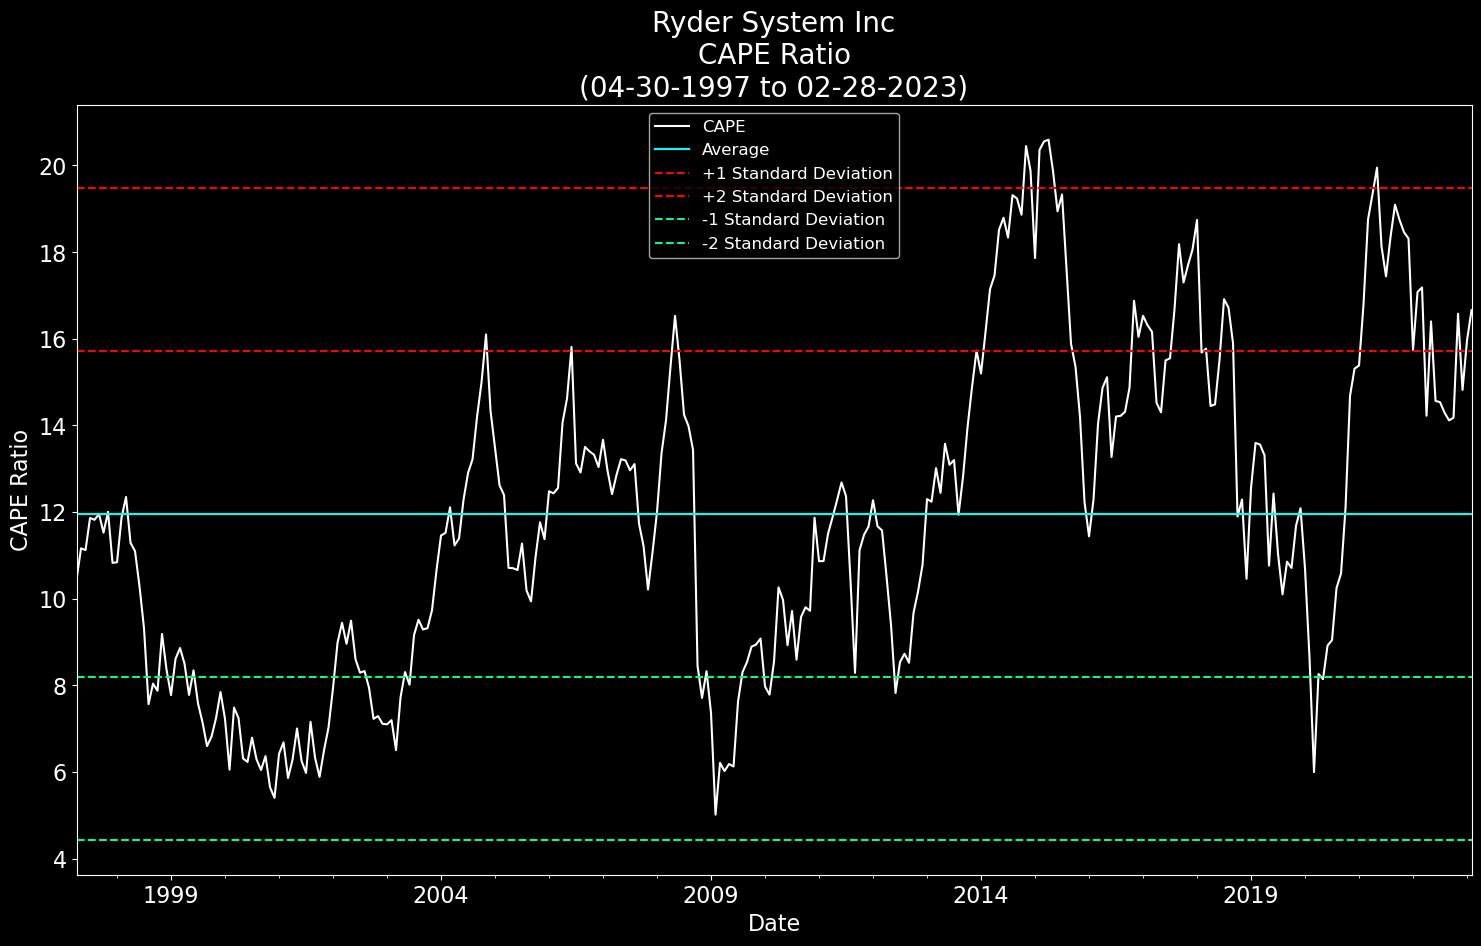 Ryder System Inc
CAPE Ratio
(04-30-1997 to 02-28-2023)
CAPE
Average
+1 Standard Deviation
+2 Standard Deviation
-1 Standard Deviation
-2 Standard Deviation
CAPE Ratio
20
18
16
14
12
10
8
6
4
1999 2004 2009 2014 2019
Date